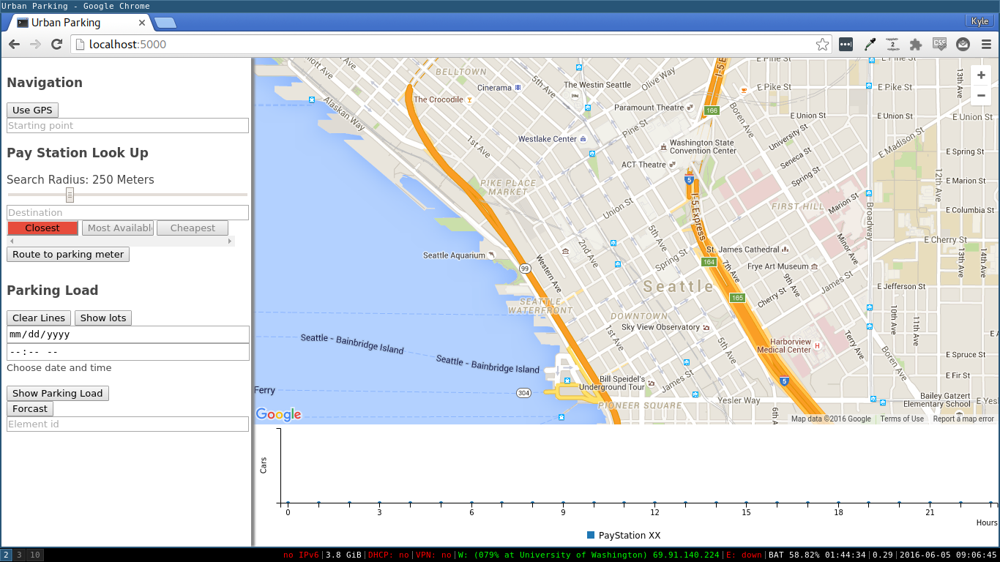 Urban Parking - Google Chrome
Urban Parking
Kyle
localhost:5000
2
Navigation
Use GPS
Starting point
Pay Station Look Up
Search Radius: 250 Meters
Destination
Closest
Most Availabl
Cheapest
Route to parking meter
Parking Load
Clear Lines
Show lots
mm/dd/yyyy
--:-- --
Choose date and time
Show Parking Load
Forcast
Element id
BELLTOWN
Cinerama
The Crocodile
5th Ave
The Westin Seattle
Olive Way
I-5 E
E Pine St
E Pine St
E Pike St
E Pike St
13th Ave
Alaskan Way
Paramount Theatre
166
Boren Ave
E Union St
E Union St
E Union St
Pine St
Westlake Center
1st Ave
Washington State
Convention Center
University St
E Madison St
Seneca St
E Spring St
ACT Theatre
Spring St
PIKE PLACE
MARKET
5
12th Ave
E Marion St
Union St
I-5 Express
FIRST HILL
Marion St
Broadway
E Columbia St
5th Ave
2nd Ave
Minor Ave
E Cherry St
Seattle Aquarium
Spring St
St. James Cathedral
13th Ave
14th Ave
99
Western Ave
164
7th Ave
Frye Art Museum
9th Ave
James St
Seattle
165
Cherry St
E Jefferson St
SEATTLE
WATERFRONT
DOWNTOWN
10th Ave
11th Ave
Sky View Observatory
1st Ave
5th Ave
Terry Ave
Seattle - Bainbridge Island
Harborview
Medical Center
H
Boren Ave
E Spruce St
Seattle - Bainbridge Island
Bill Speidel's
Underground Tour
James St
5
E Fir St
Ferry
304
PIONEER SQUARE
Yesler Way
6th A
Bailey Gatzert
Elementary School
E Yes
Google
Map data ©2016 Google
Terms of Use
Report a map error
Cars
0 3 6 9 12 15 18 21
Hours
PayStation XX
2 3 10
no IPv6|3.8 GiB|DHCP: no|VPN: no|W: (079% at University of Washington) 69.91.140.224|E: down|BAT 58.82% 01:44:34|0.29|2016-06-05 09:06:45